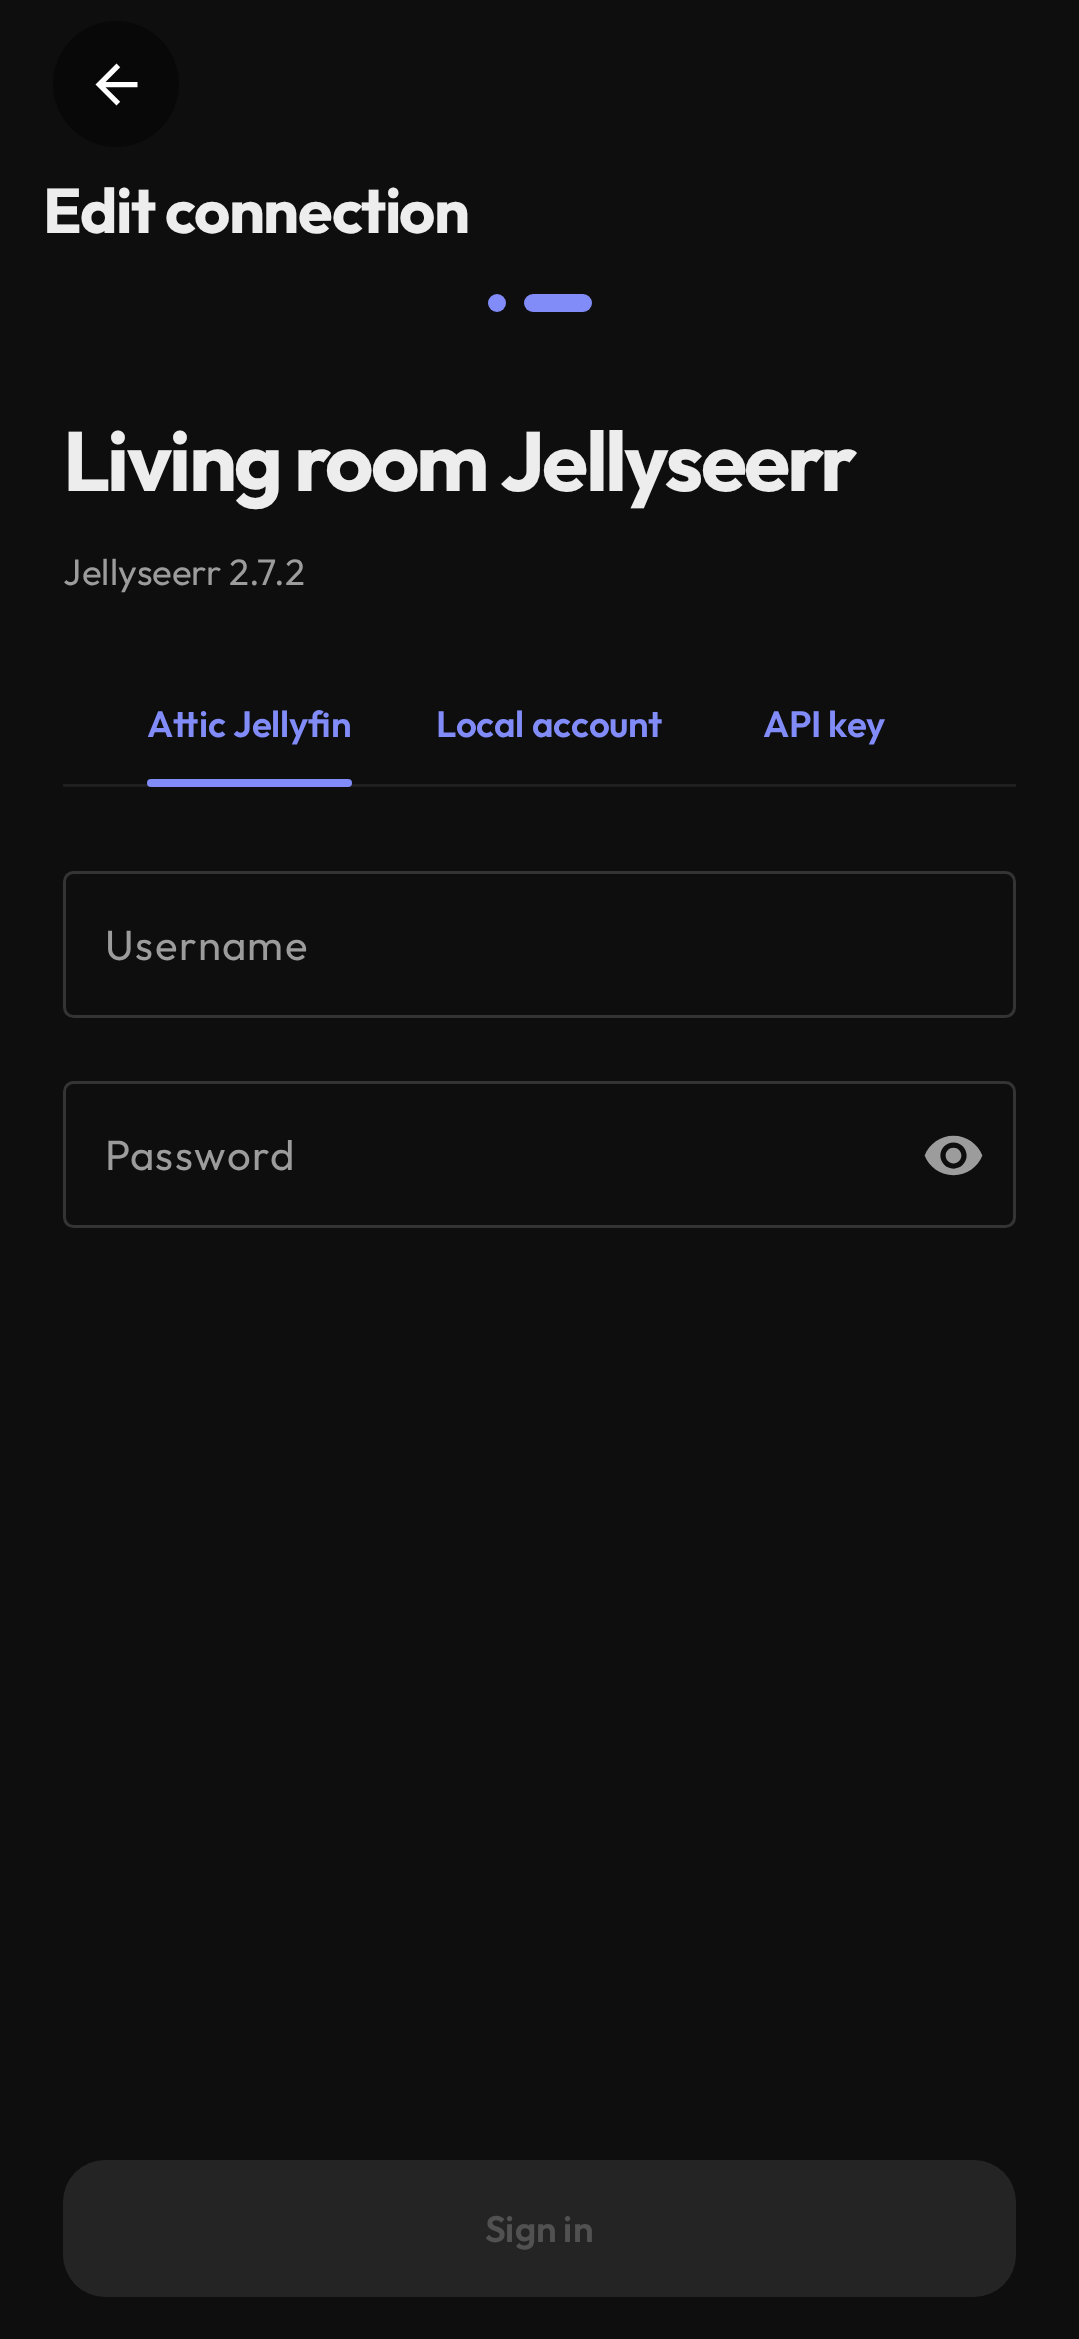 Edit connection
Living room Jellyseerr
Jellyseerr 2.7.2
Attic Jellyfin Local account API key
Username
Password
Sign in